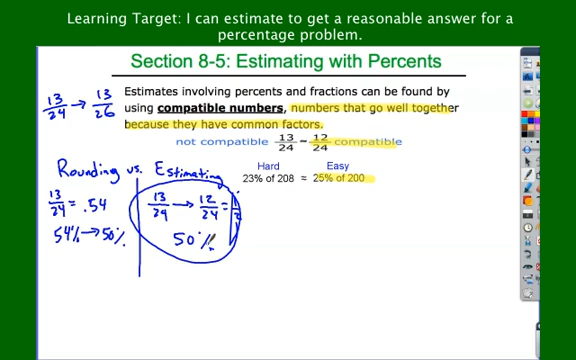 Learning Target: I can estimate to get a reasonable answer for a
percentage problem.
Section 8-5: Estimating with Percents
Estimates involving percents and fractions can be found by
using compatible numbers, numbers that go well together
because they have common factors.
not compatible 13/24 ~ 12/24 compatible
Hard Easy
23% of 208 ≈ 25% of 200
13/24 → 13/26
Rounding vs. Estimating
13/24 = .54
54% → 50%
13/24 → 12/24 = 1/2
50%